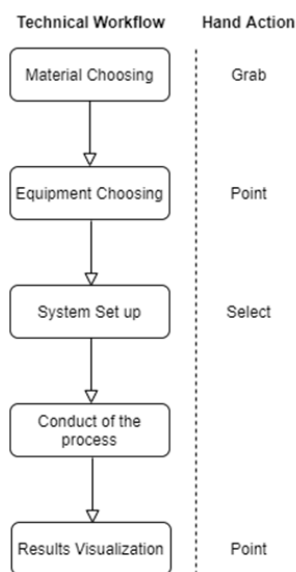 Technical Workflow Hand Action
Material Choosing Grab
Equipment Choosing Point
System Set up Select
Conduct of the
process
Results Visualization Point